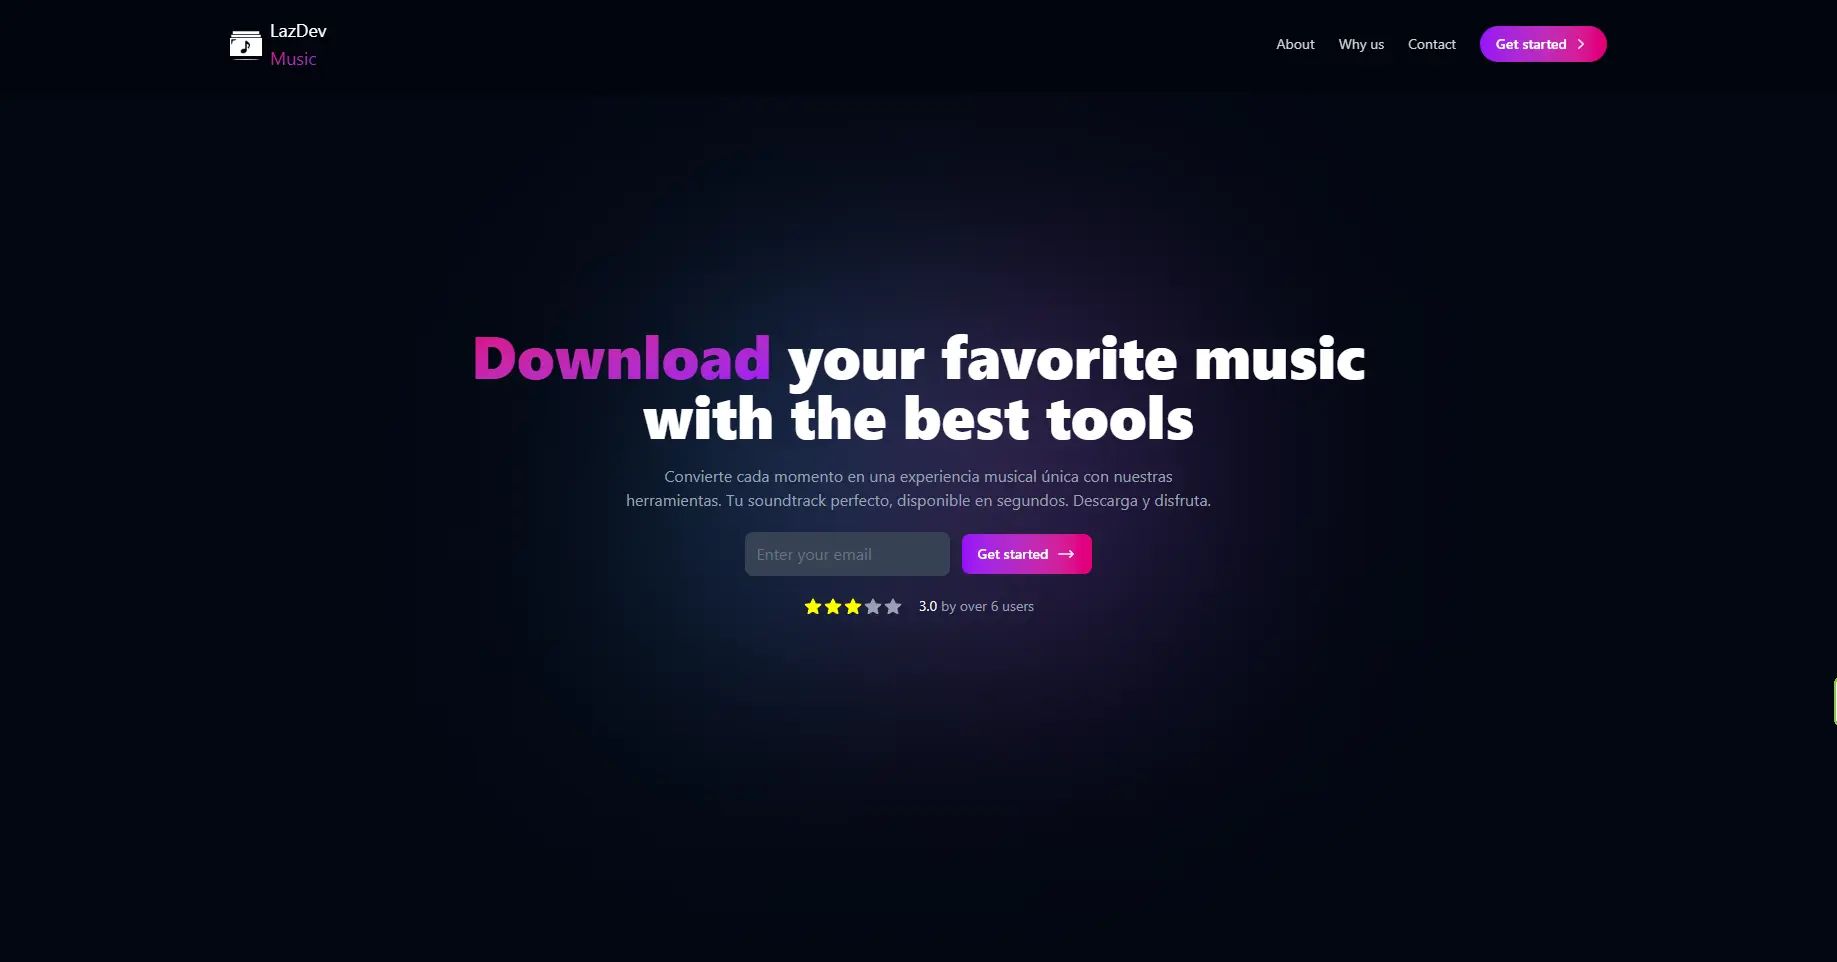 LazDev
Music
About
Why us
Contact
Get started
Download your favorite music
with the best tools
Convierte cada momento en una experiencia musical única con nuestras
herramientas. Tu soundtrack perfecto, disponible en segundos. Descarga y disfruta.
Enter your email
Get started
3.0 by over 6 users